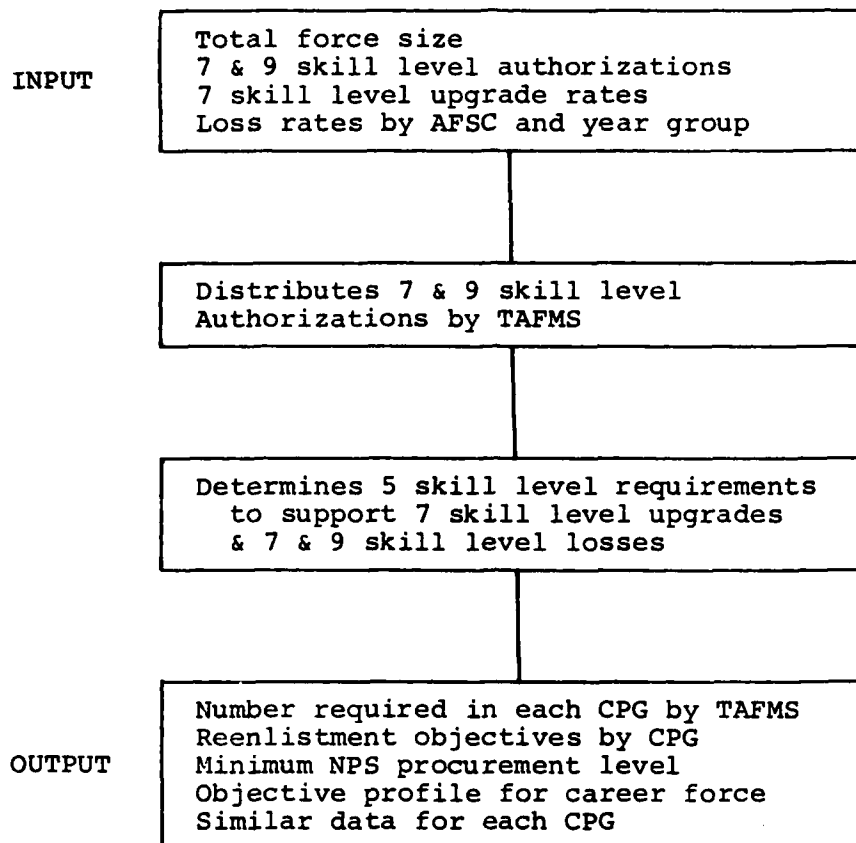 INPUT
Total force size
7 & 9 skill level authorizations
7 skill level upgrade rates
Loss rates by AFSC and year group
Distributes 7 & 9 skill level
Authorizations by TAFMS
Determines 5 skill level requirements
to support 7 skill level upgrades
& 7 & 9 skill level losses
OUTPUT
Number required in each CPG by TAFMS
Reenlistment objectives by CPG
Minimum NPS procurement level
Objective profile for career force
Similar data for each CPG